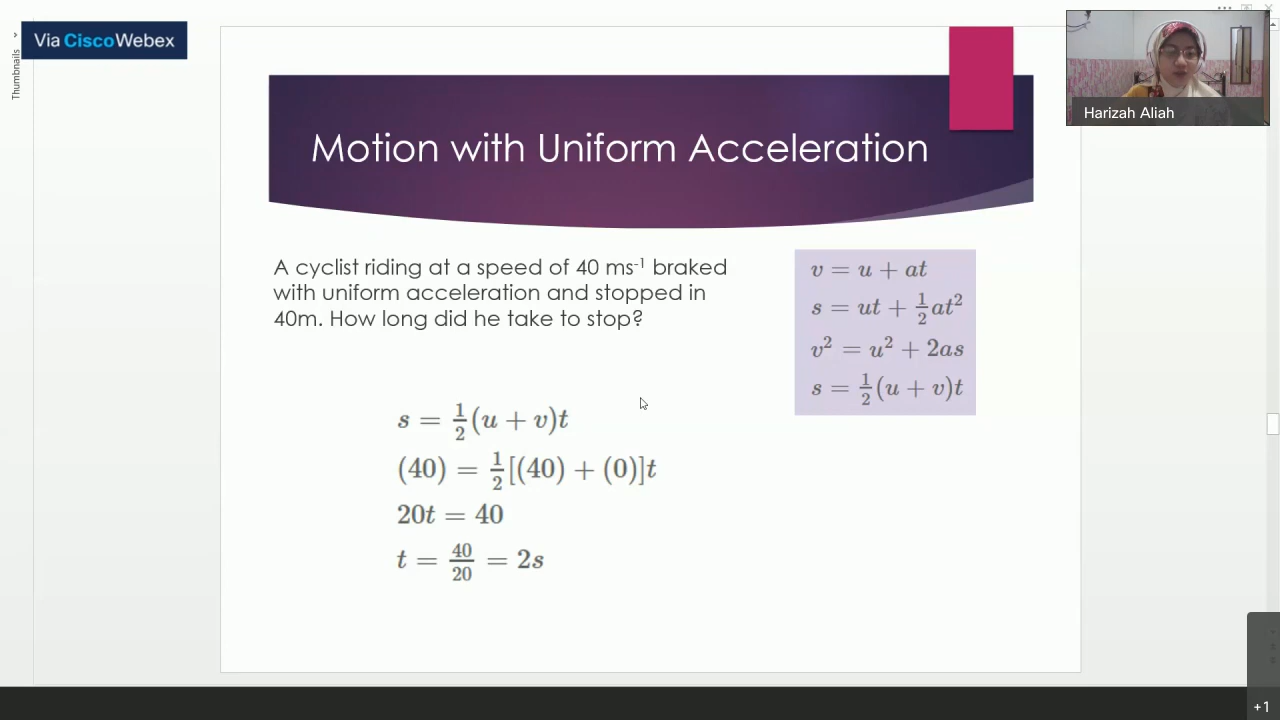 Via Cisco Webex
Thumbnails
Harizah Aliah
Motion with Uniform Acceleration
A cyclist riding at a speed of 40 ms⁻¹ braked
with uniform acceleration and stopped in
40m. How long did he take to stop?
v = u + at
s = ut + ½at²
v² = u² + 2as
s = ½(u + v)t
s = ½(u + v)t
(40) = ½[(40) + (0)]t
20t = 40
t = 40/20 = 2s
+1